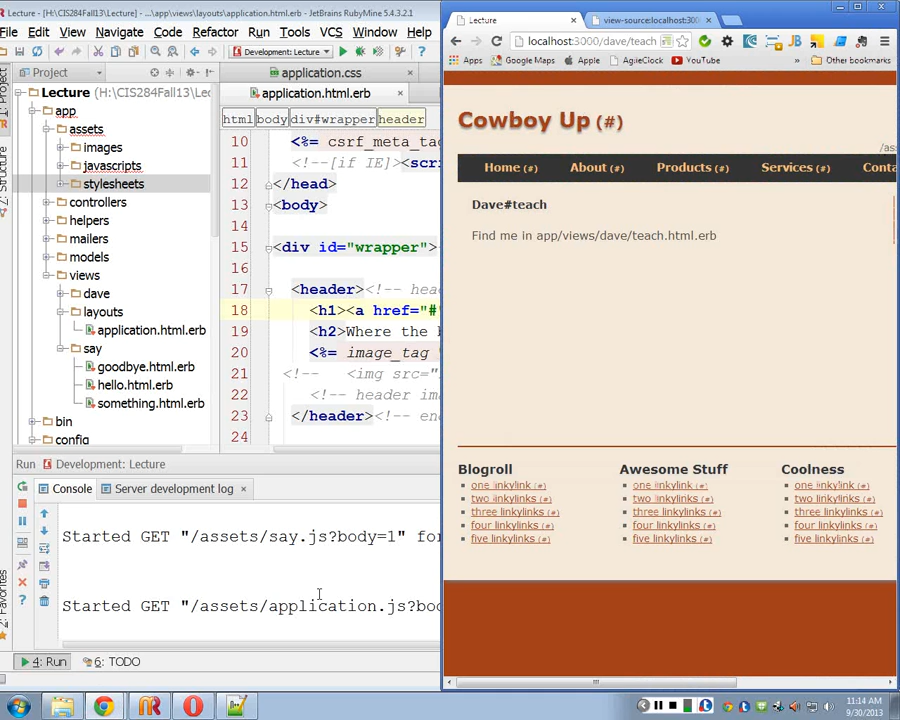 Lecture - [H:\CIS284Fall13\Lecture] - [...\app\views\layouts\application.html.erb] - JetBrains RubyMine 5.4.3.2.1
File Edit View Navigate Code Refactor Run Tools VCS Window Help
Development: Lecture
Project
application.css
application.html.erb
html body div#wrapper header
1: Project
7: Structure
Favorites
Lecture (H:\CIS284Fall13\Lec
app
assets
images
javascripts
stylesheets
controllers
helpers
mailers
models
views
dave
layouts
application.html.erb
say
goodbye.html.erb
hello.html.erb
something.html.erb
bin
config
10 <%= csrf_meta_tag
11 <!--[if IE]><scri
12 </head>
13 <body>
14
15 <div id="wrapper">
16
17 <header><!-- head
18 <h1><a href="#"
19 <h2>Where the
20 <%= image_tag
21 <!-- <img src="
22 <!-- header im
23 </header><!-- en
24
Run Development: Lecture
Console Server development log
Started GET "/assets/say.js?body=1" for
Started GET "/assets/application.js?bod
4: Run 6: TODO
Lecture
view-source:localhost:300
localhost:3000/dave/teach
Apps Google Maps Apple AgileClock YouTube » Other bookmarks
Cowboy Up (#)
/as
Home (#) About (#) Products (#) Services (#) Conta
Dave#teach
Find me in app/views/dave/teach.html.erb
Blogroll
one linkylink (#)
two linkylinks (#)
three linkylinks (#)
four linkylinks (#)
five linkylinks (#)
Awesome Stuff
one linkylink (#)
two linkylinks (#)
three linkylinks (#)
four linkylinks (#)
five linkylinks (#)
Coolness
one linkylink (#)
two linkylinks (#)
three linkylinks (#)
four linkylinks (#)
five linkylinks (#)
11:14 AM
9/30/2013